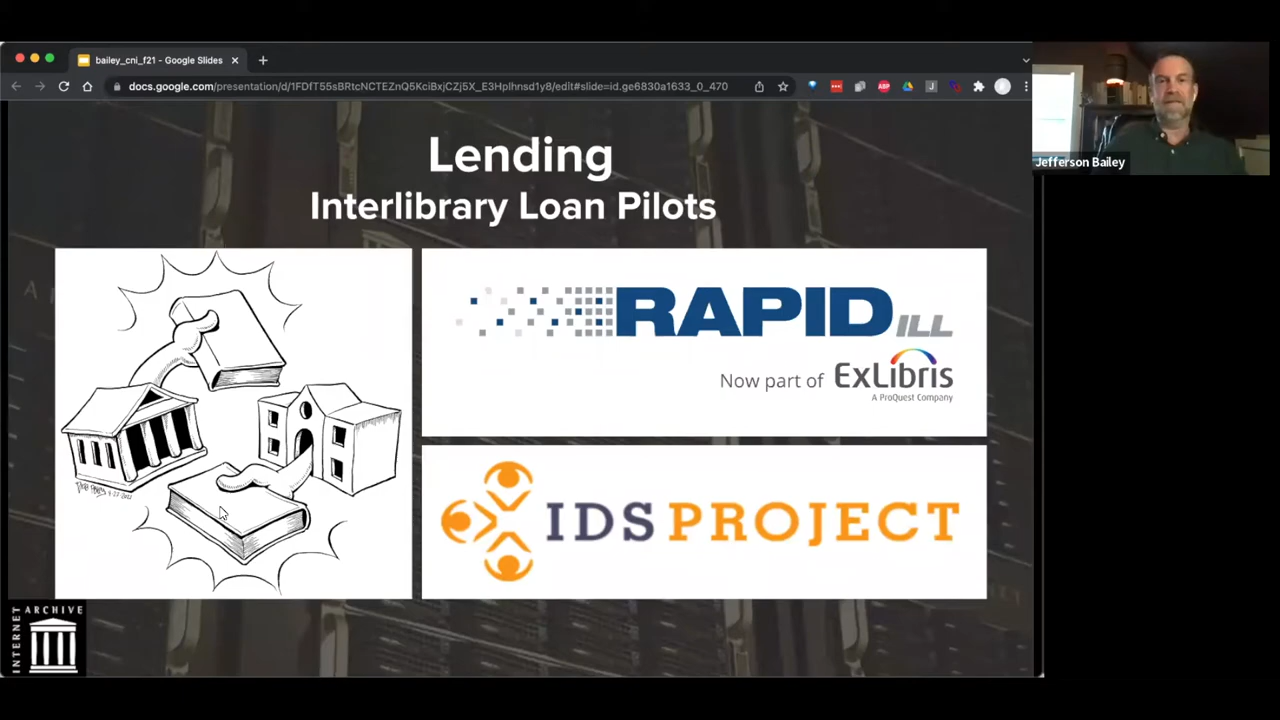 bailey_cni_f21 - Google Slides
docs.google.com/presentation/d/1FDfT55sBRtcNCTEZnQ5KciBxjCZj5X_E3Hplhnsd1y8/edit#slide=id.ge6830a1633_0_470
ABP
J
Jefferson Bailey
Lending
Interlibrary Loan Pilots
RAPID ILL
Now part of ExLibris
A ProQuest Company
IDS PROJECT
INTERNET ARCHIVE